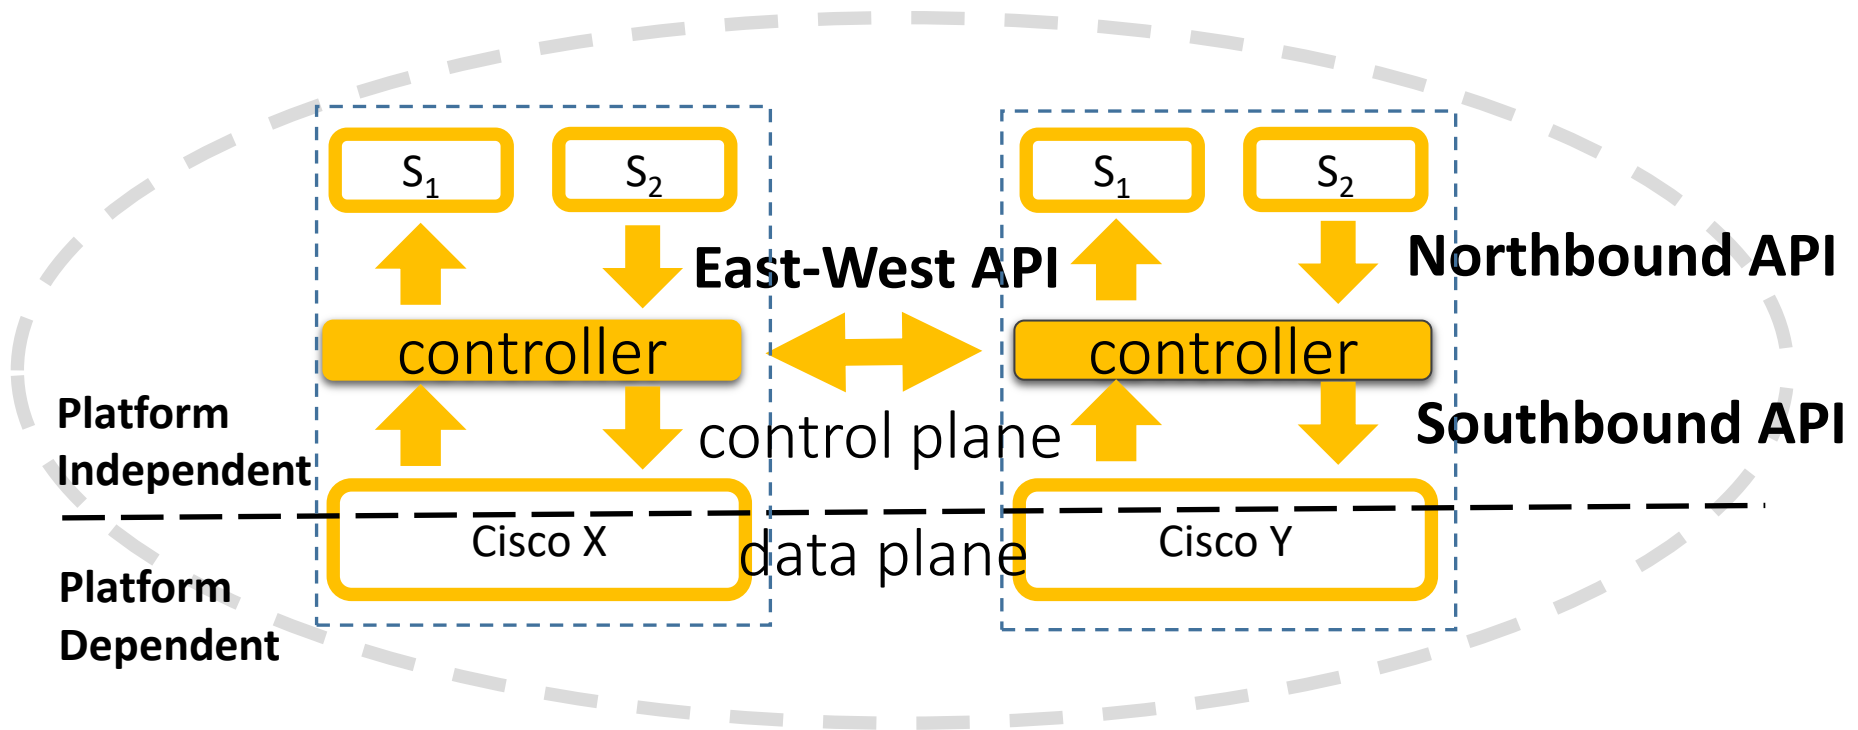 S1
S2
S1
S2
East-West API
Northbound API
controller
controller
Platform
Independent
control plane
Southbound API
Cisco X
data plane
Cisco Y
Platform
Dependent